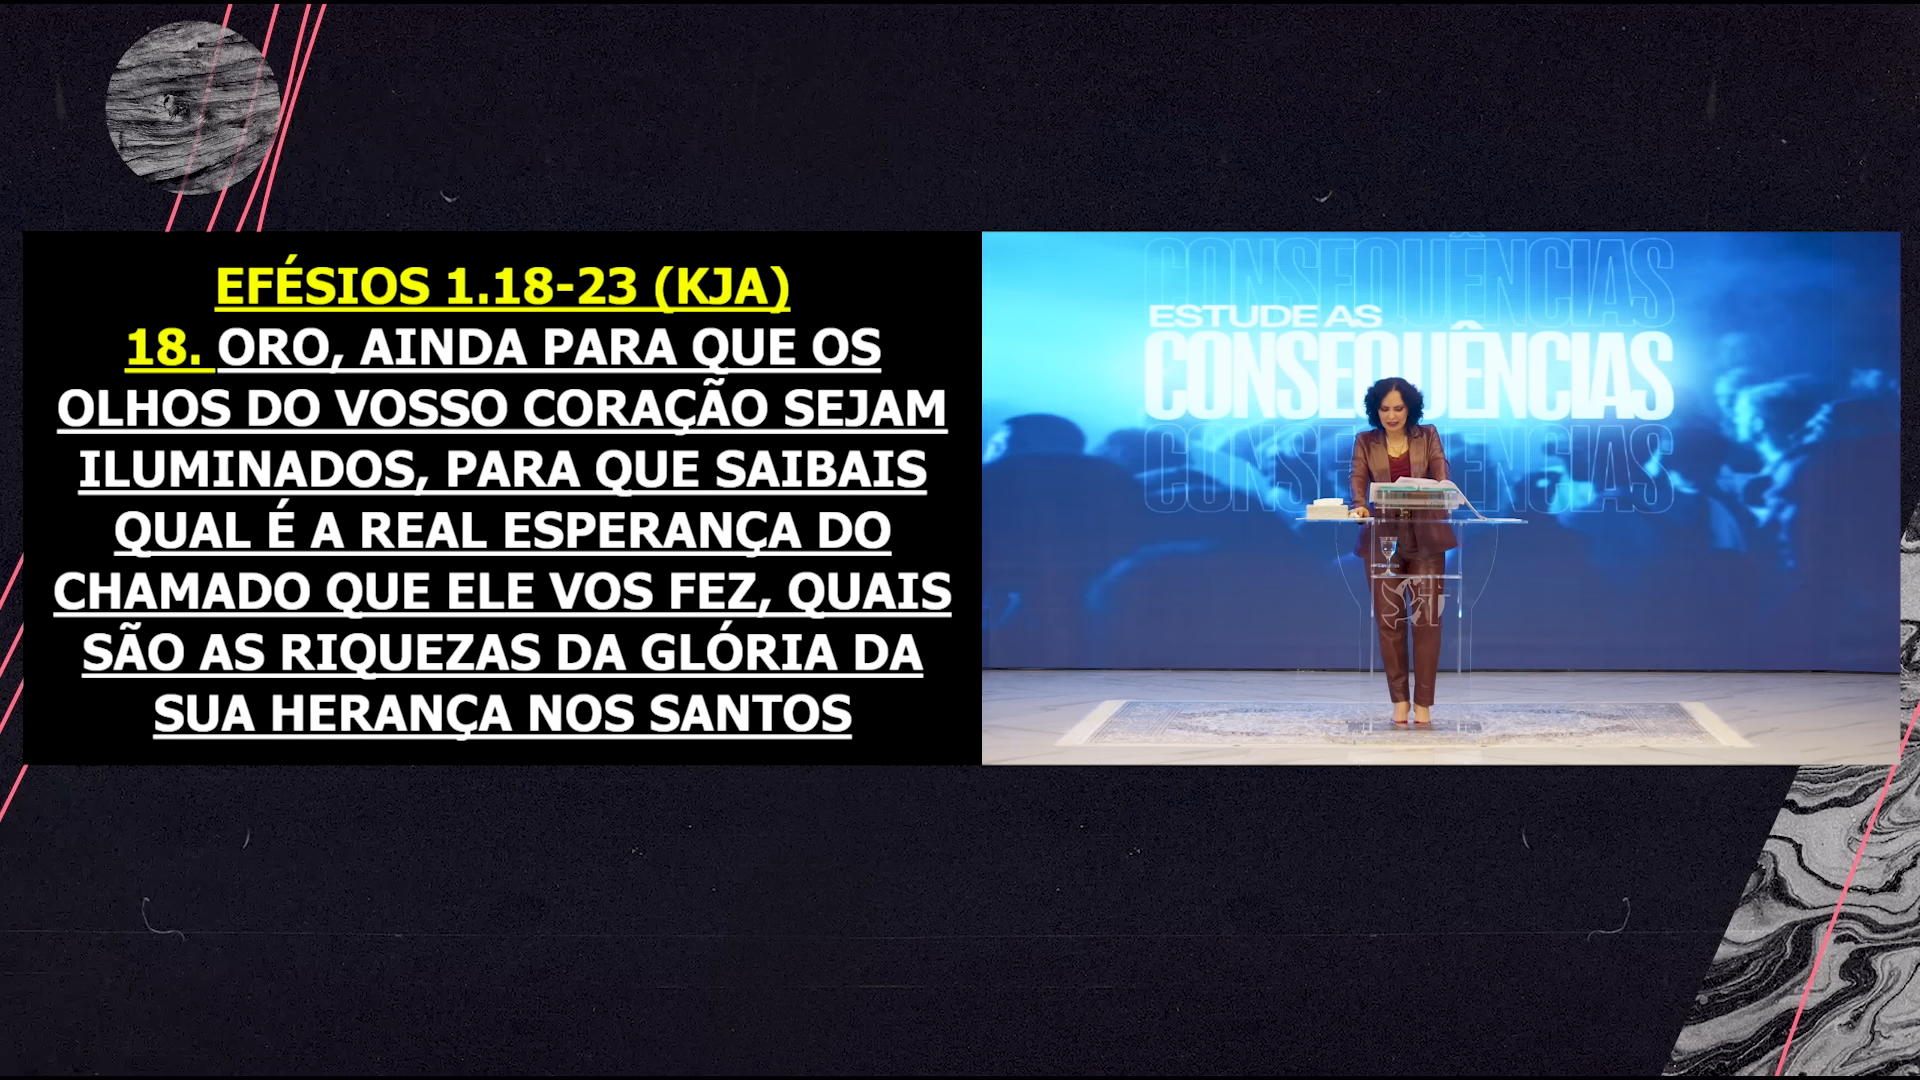 EFÉSIOS 1.18-23 (KJA)
18. ORO, AINDA PARA QUE OS
OLHOS DO VOSSO CORAÇÃO SEJAM
ILUMINADOS, PARA QUE SAIBAIS
QUAL É A REAL ESPERANÇA DO
CHAMADO QUE ELE VOS FEZ, QUAIS
SÃO AS RIQUEZAS DA GLÓRIA DA
SUA HERANÇA NOS SANTOS
CONSEQUÊNCIAS
ESTUDE AS
CONSEQUÊNCIAS
CONSEQUÊNCIAS